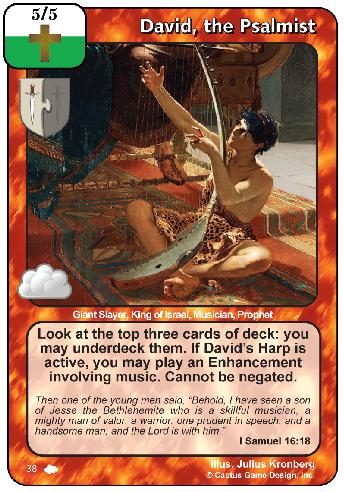 5/5
David, the Psalmist
Giant Slayer, King of Israel, Musician, Prophet
Look at the top three cards of deck: you
may underdeck them. If David's Harp is
active, you may play an Enhancement
involving music. Cannot be negated.
Then one of the young men said, "Behold, I have seen a son
of Jesse the Bethlehemite who is a skillful musician, a
mighty man of valor, a warrior, one prudent in speech, and a
handsome man, and the Lord is with him."
I Samuel 16:18
38
Illus. Julius Kronberg
© Cactus Game Design, Inc.